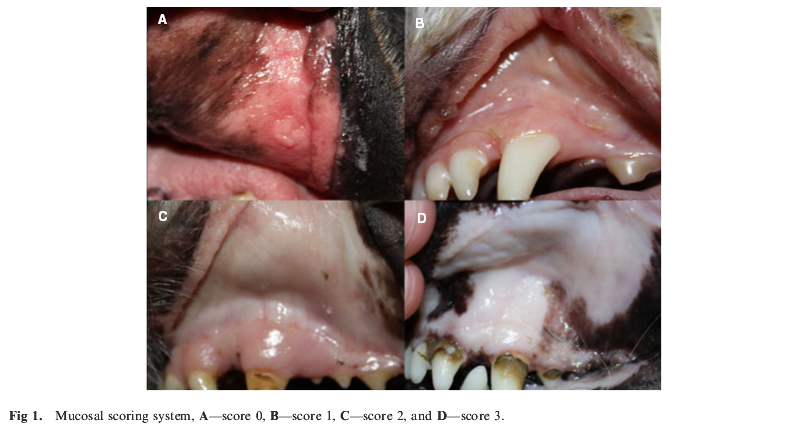 A
B
C
D
Fig 1. Mucosal scoring system, A—score 0, B—score 1, C—score 2, and D—score 3.